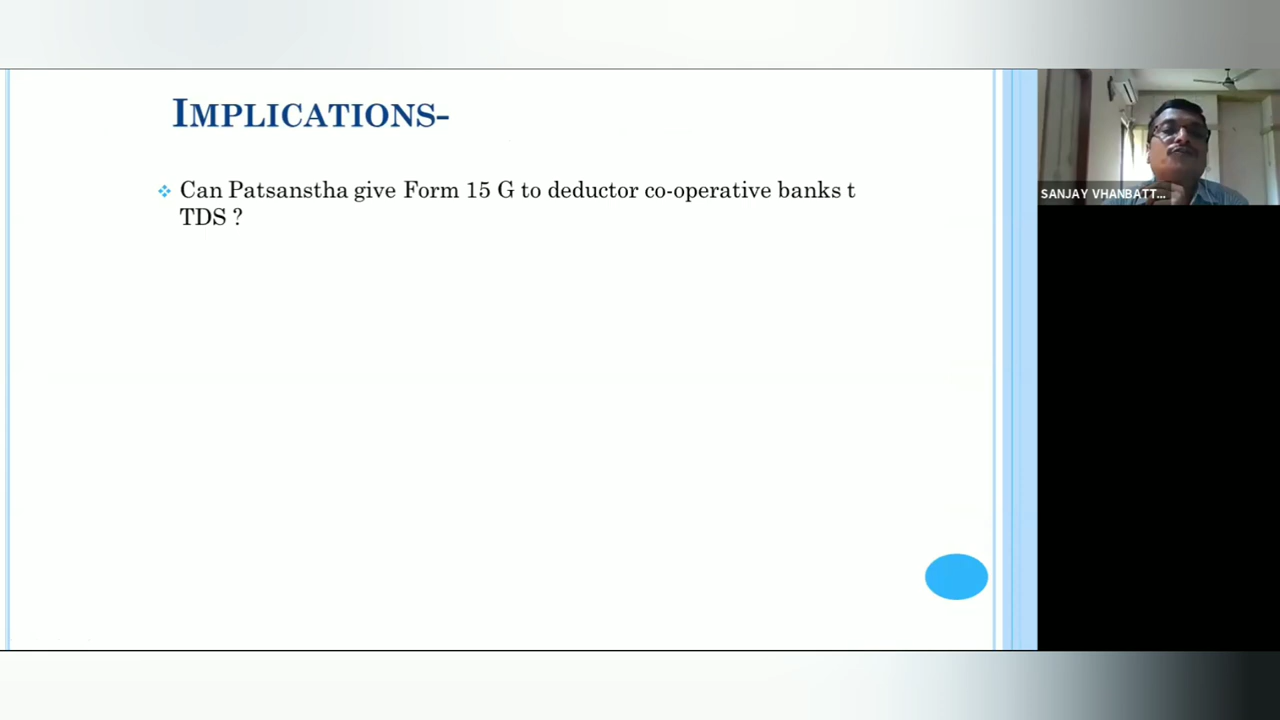 IMPLICATIONS-
Can Patsanstha give Form 15 G to deductor co-operative banks t
TDS ?
SANJAY VHANBATT...